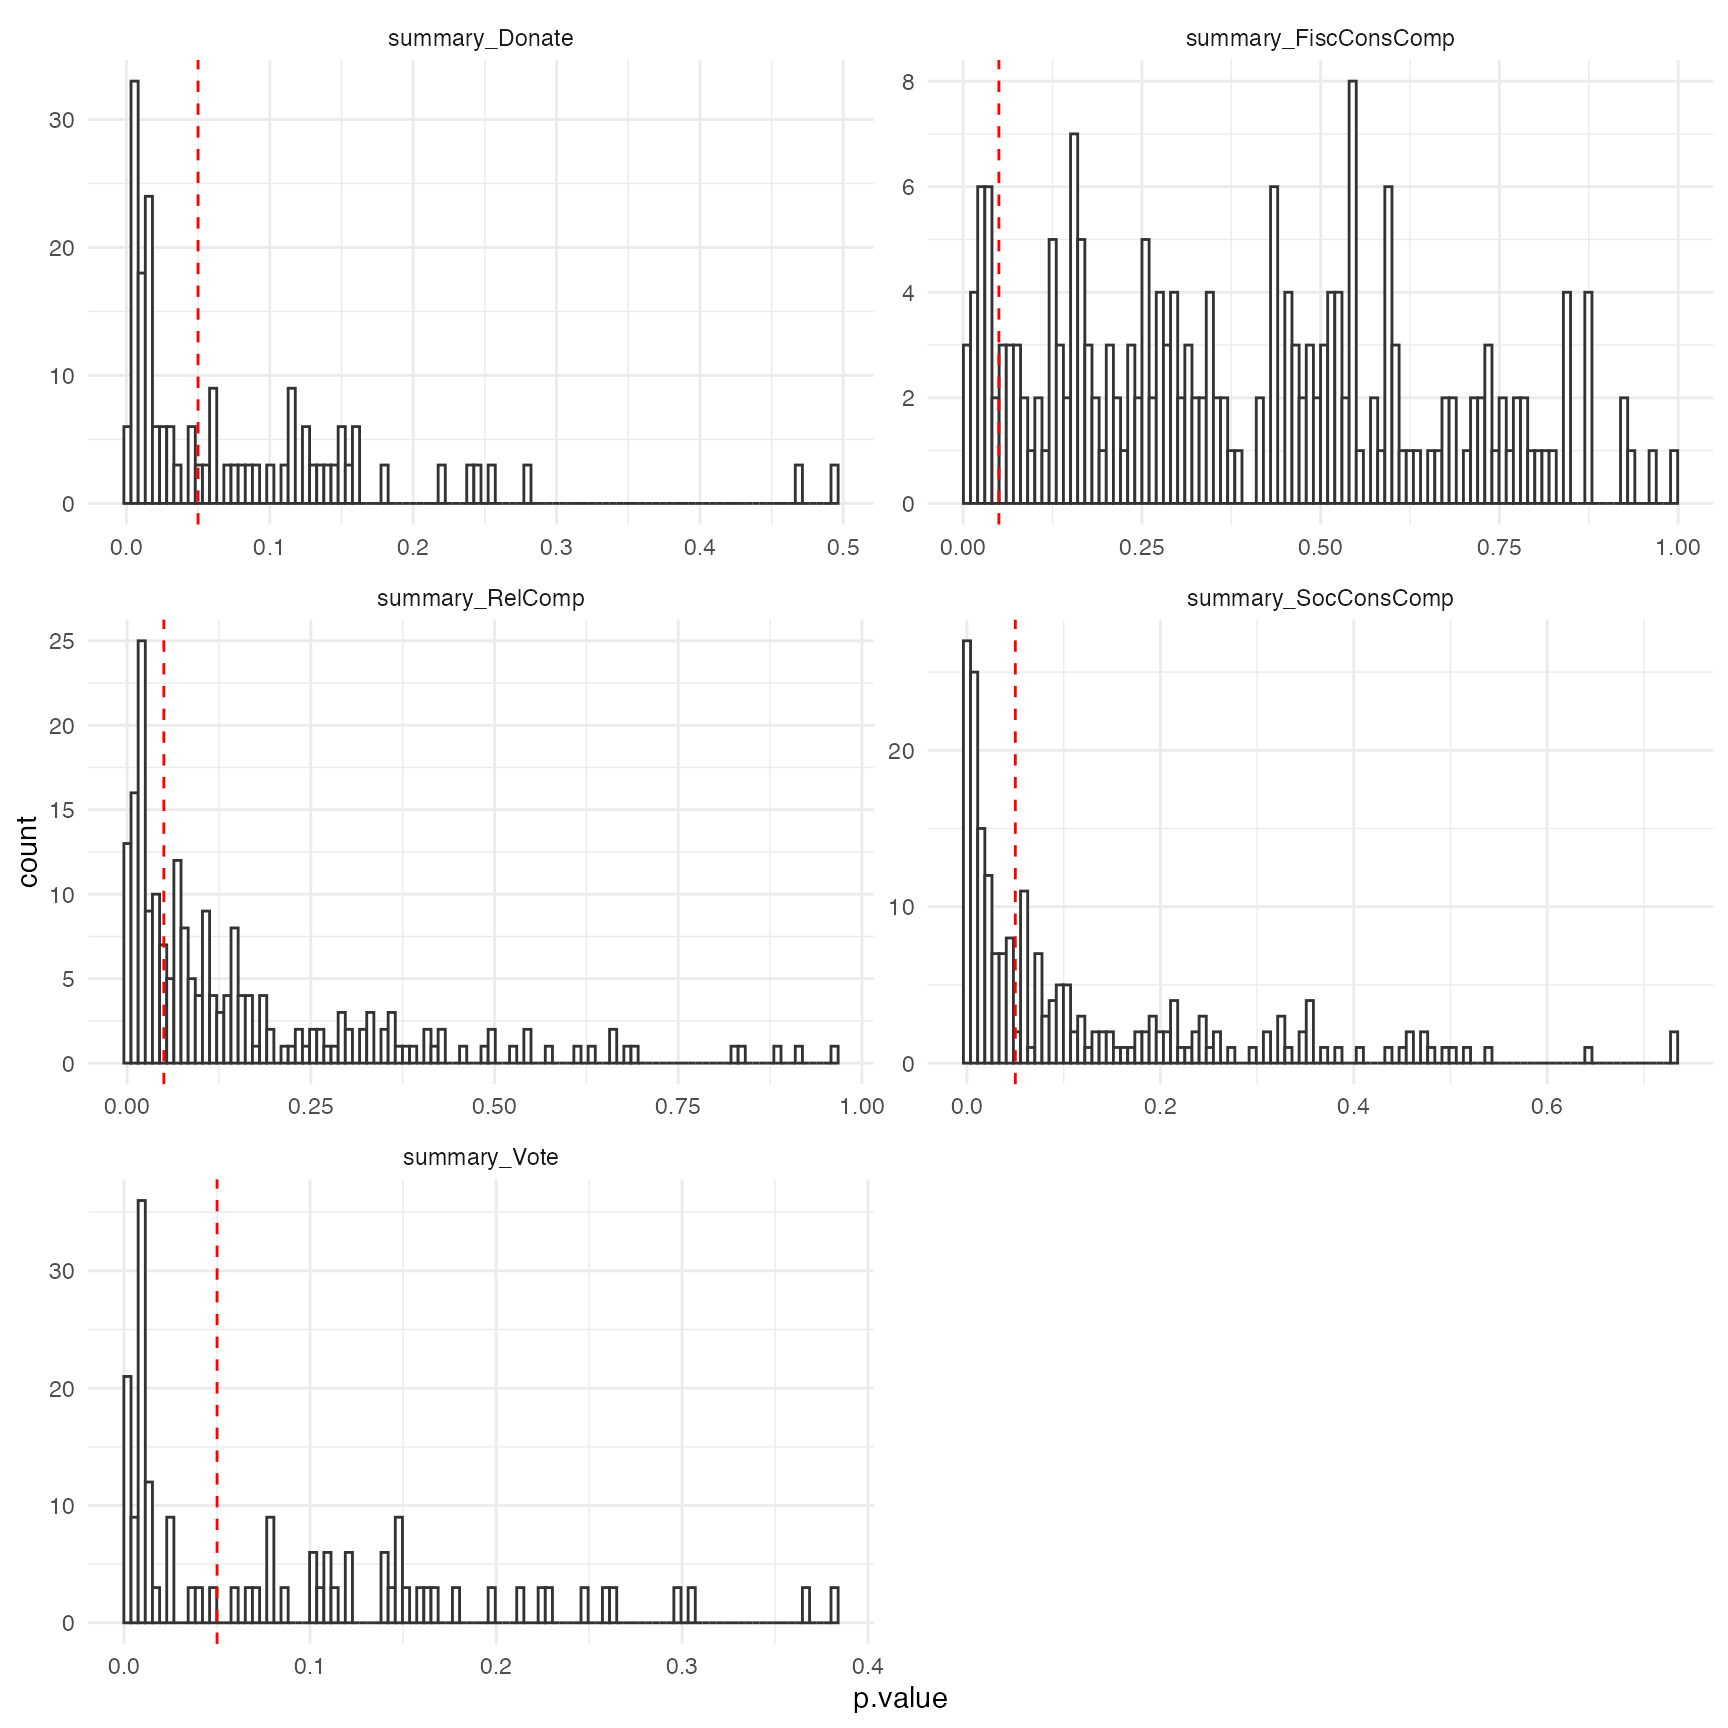 summary_Donate
summary_FiscConsComp
30
20
10
0
8
6
4
2
0
0.0 0.1 0.2 0.3 0.4 0.5
0.00 0.25 0.50 0.75 1.00
summary_RelComp
summary_SocConsComp
25
20
15
10
5
0
20
10
0
0.00 0.25 0.50 0.75 1.00
0.0 0.2 0.4 0.6
count
summary_Vote
30
20
10
0
0.0 0.1 0.2 0.3 0.4
p.value